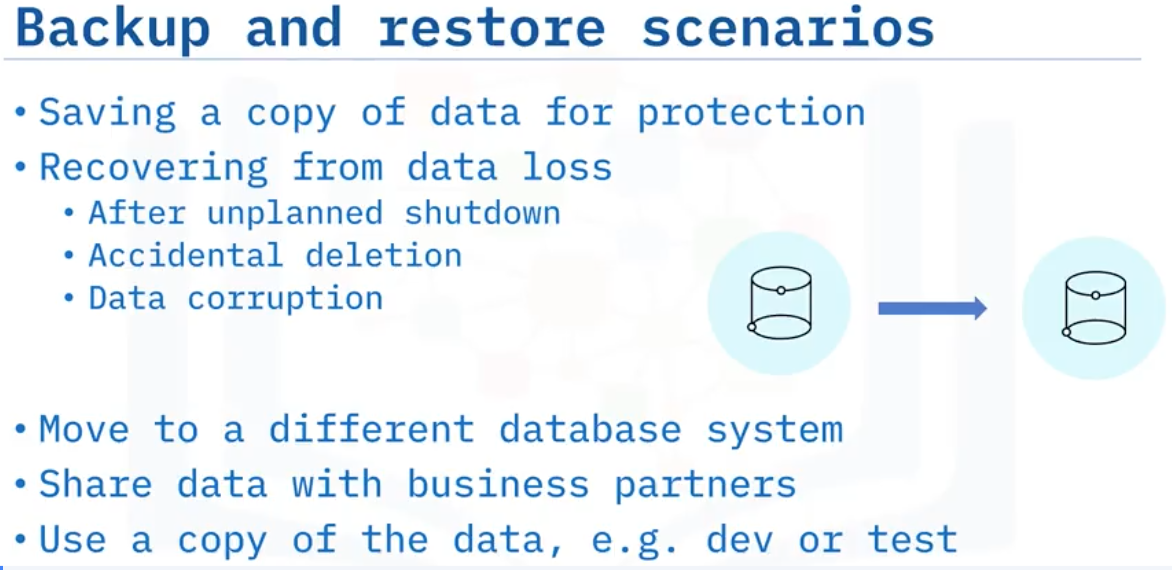 Backup and restore scenarios
• Saving a copy of data for protection
• Recovering from data loss
• After unplanned shutdown
• Accidental deletion
• Data corruption
• Move to a different database system
• Share data with business partners
• Use a copy of the data, e.g. dev or test